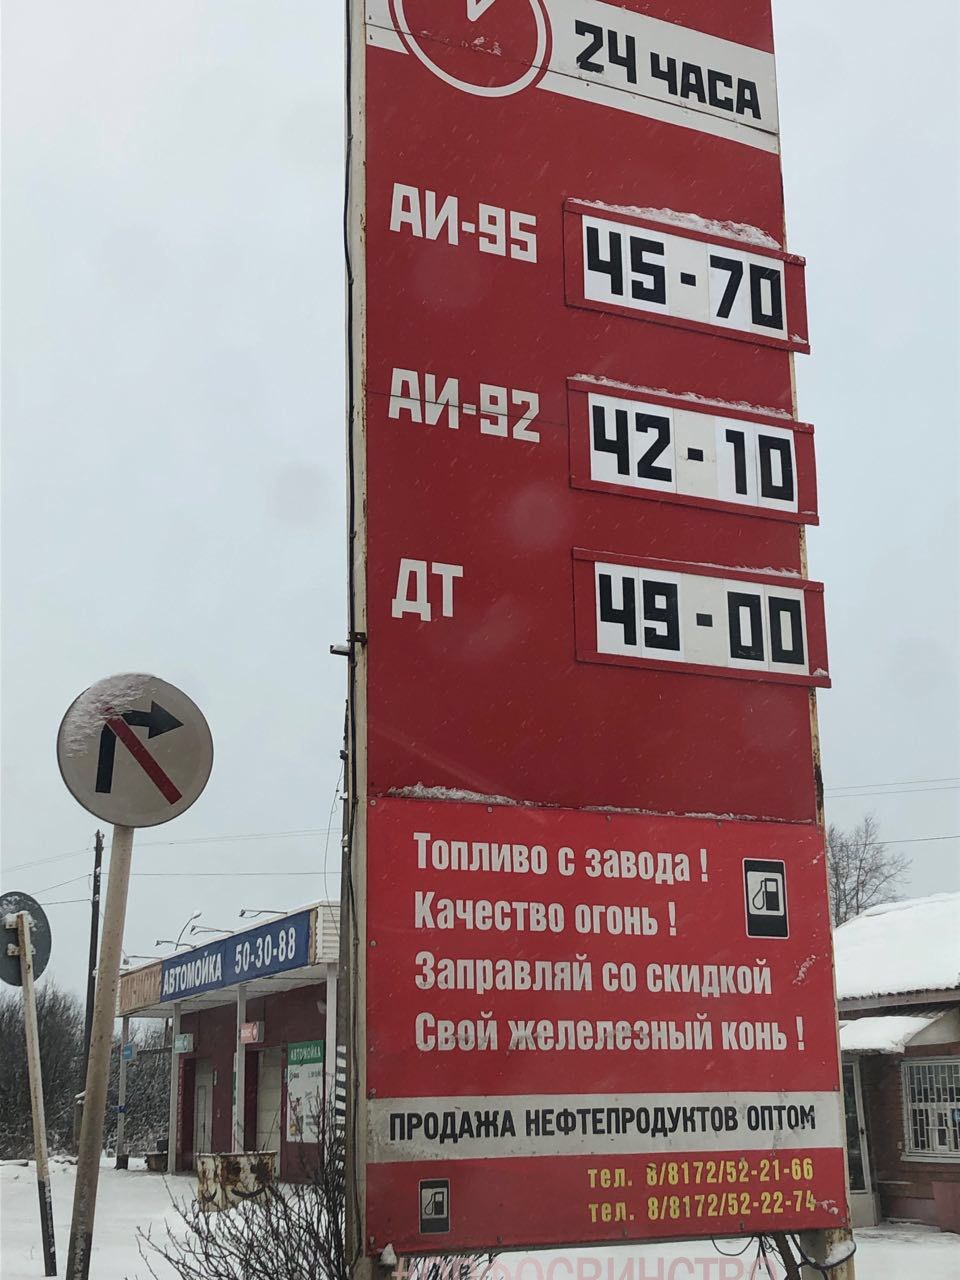 24 ЧАСА
АИ-95
45-70
АИ-92
42-10
ДТ
49-00
Топливо с завода !
Качество огонь !
Заправляй со скидкой
Свой желелезный конь !
ПРОДАЖА НЕФТЕПРОДУКТОВ ОПТОМ
тел. 8/8172/52-21-66
тел. 8/8172/52-22-74
АВТОМОЙКА 50-30-88
АВТОМОЙКА